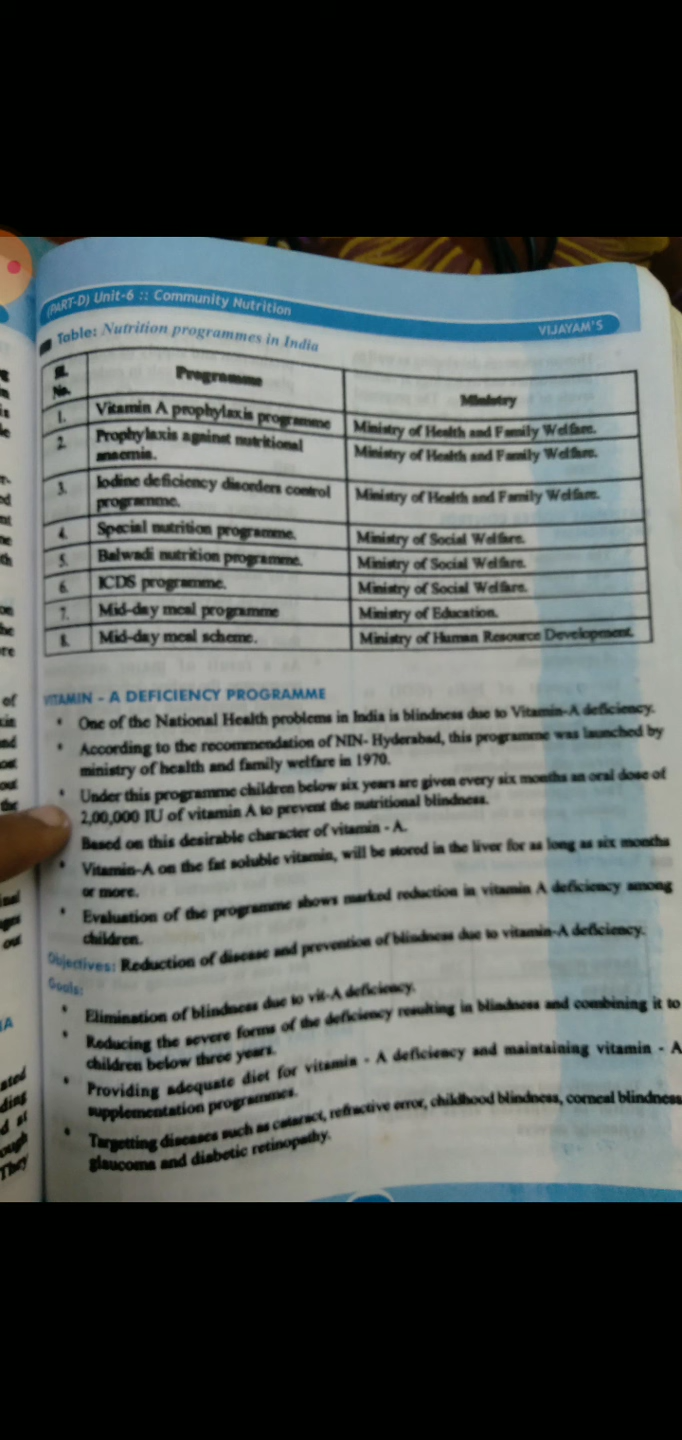 (PART-D) Unit-6 :: Community Nutrition
VIJAYAM'S
Table: Nutrition programmes in India
Sl. No. Programme Ministry
1. Vitamin A prophylaxis programme Ministry of Health and Family Welfare.
2. Prophylaxis against nutritional anaemia. Ministry of Health and Family Welfare.
3. Iodine deficiency disorders control programme. Ministry of Health and Family Welfare.
4. Special nutrition programme. Ministry of Social Welfare.
5. Balwadi nutrition programme. Ministry of Social Welfare.
6. ICDS programme. Ministry of Social Welfare.
7. Mid-day meal programme Ministry of Education.
8. Mid-day meal scheme. Ministry of Human Resource Development.
VITAMIN - A DEFICIENCY PROGRAMME
* One of the National Health problems in India is blindness due to Vitamin-A deficiency.
* According to the recommendation of NIN- Hyderabad, this programme was launched by
ministry of health and family welfare in 1970.
* Under this programme children below six years are given every six months an oral dose of
2,00,000 IU of vitamin A to prevent the nutritional blindness.
Based on this desirable character of vitamin - A.
* Vitamin-A on the fat soluble vitamin, will be stored in the liver for as long as six months
or more.
* Evaluation of the programme shows marked reduction in vitamin A deficiency among
children.
Objectives: Reduction of disease and prevention of blindness due to vitamin-A deficiency.
Goals:
* Elimination of blindness due to vit-A deficiency.
* Reducing the severe forms of the deficiency resulting in blindness and combining it to
children below three years.
* Providing adequate diet for vitamin - A deficiency and maintaining vitamin - A
supplementation programmes.
* Targetting diseases such as cataract, refractive error, childhood blindness, corneal blindness
glaucoma and diabetic retinopathy.